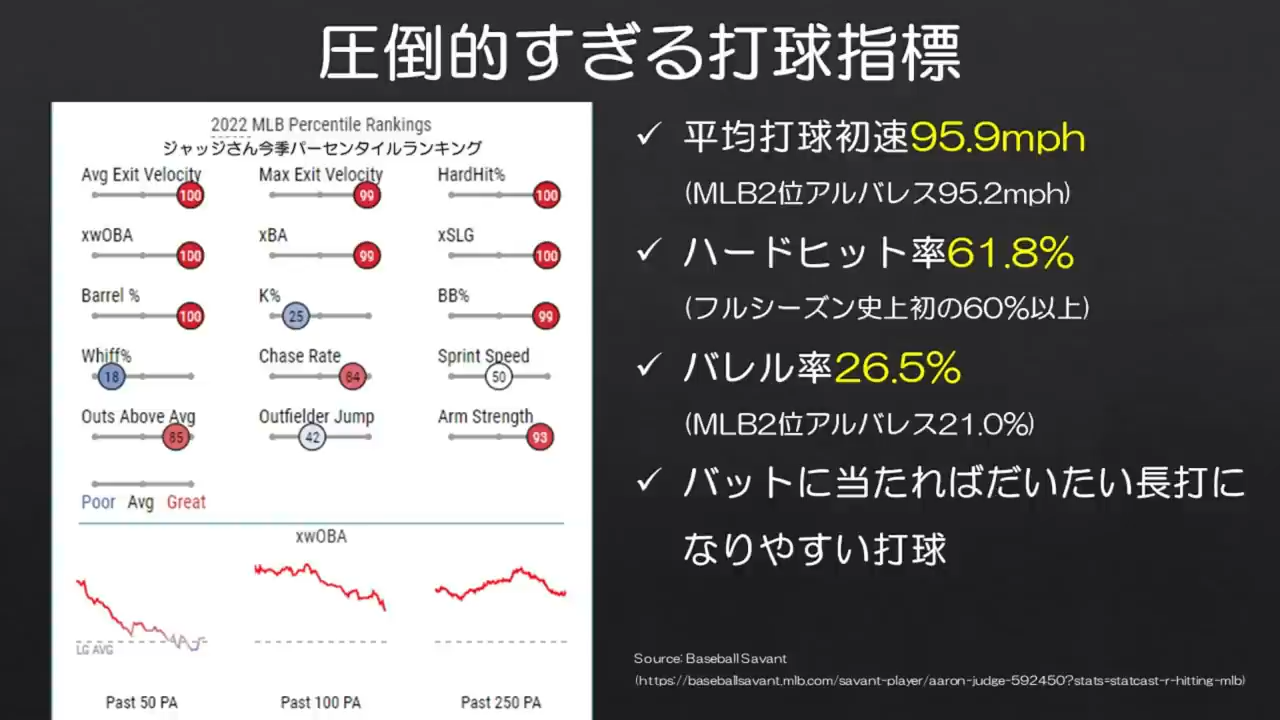 圧倒的すぎる打球指標
2022 MLB Percentile Rankings
ジャッジさん今季パーセンタイルランキング
Avg Exit Velocity Max Exit Velocity HardHit%
100 99 100
xwOBA xBA xSLG
100 99 100
Barrel % K% BB%
100 25 99
Whiff% Chase Rate Sprint Speed
18 84 50
Outs Above Avg Outfielder Jump Arm Strength
85 42 93
Poor Avg Great
xwOBA
LG AVG
Past 50 PA Past 100 PA Past 250 PA
✓ 平均打球初速95.9mph
(MLB2位アルバレス95.2mph)
✓ ハードヒット率61.8%
(フルシーズン史上初の60%以上)
✓ バレル率26.5%
(MLB2位アルバレス21.0%)
✓ バットに当たればだいたい長打に
なりやすい打球
Source: Baseball Savant
(https://baseballsavant.mlb.com/savant-player/aaron-judge-592450?stats=statcast-r-hitting-mlb)